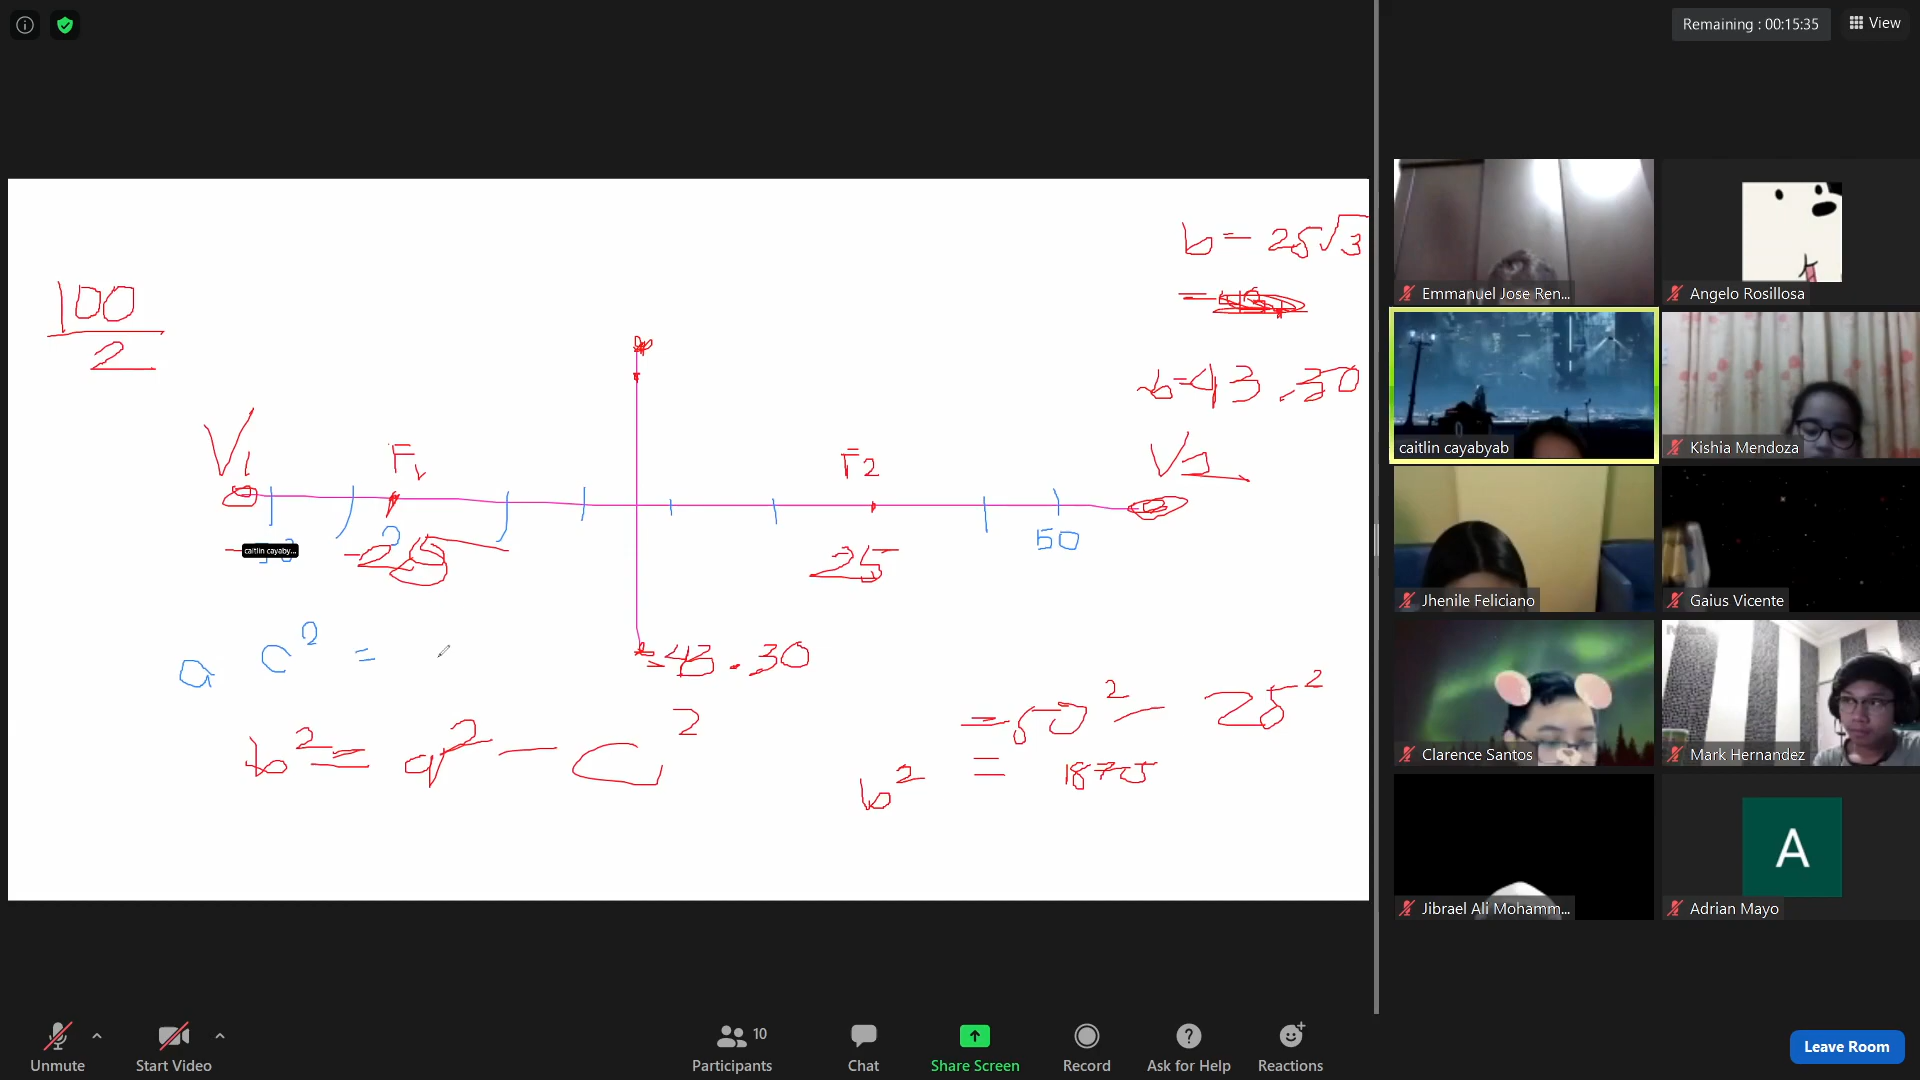 Remaining : 00:15:35
View
b = 25√3
=
100
2
b=43.30
V1
F1
F2
V2
caitlin cayaby...
-25
25
50
a c² =
-43.30
b² = a² - c²
= 50² - 25²
b² = 1875
Emmanuel Jose Ren...
Angelo Rosillosa
caitlin cayabyab
Kishia Mendoza
Jhenile Feliciano
Gaius Vicente
Clarence Santos
Mark Hernandez
Jibrael Ali Mohamm...
A
Adrian Mayo
Unmute
Start Video
10
Participants
Chat
Share Screen
Record
Ask for Help
Reactions
Leave Room